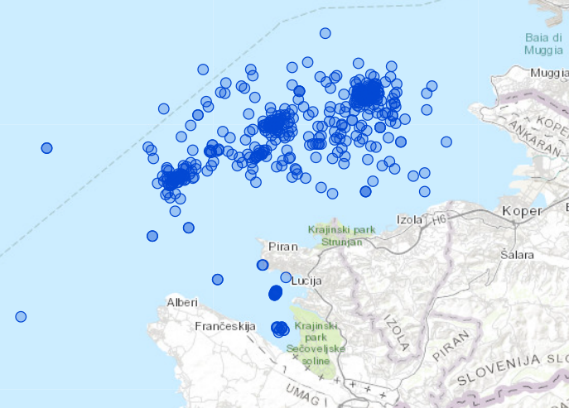 Baia di
Muggia
Muggia
KOPER
ANKARAN
Koper
Izola
H6
Krajinski park
Strunjan
Šalara
Piran
Lucija
Alberi
Frančeskija
Krajinski
park
Sečoveljske
soline
IZOLA
PIRAN
SLOVENIJA
UMAG